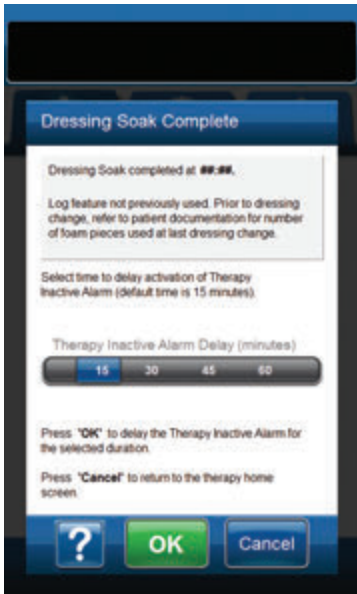 Dressing Soak Complete
Dressing Soak completed at ##:##.
Log feature not previously used. Prior to dressing
change, refer to patient documentation for number
of foam pieces used at last dressing change.
Select time to delay activation of Therapy
Inactive Alarm (default time is 15 minutes).
Therapy Inactive Alarm Delay (minutes)
15 30 45 60
Press "OK" to delay the Therapy Inactive Alarm for
the selected duration.
Press "Cancel" to return to the therapy home
screen.
? OK Cancel